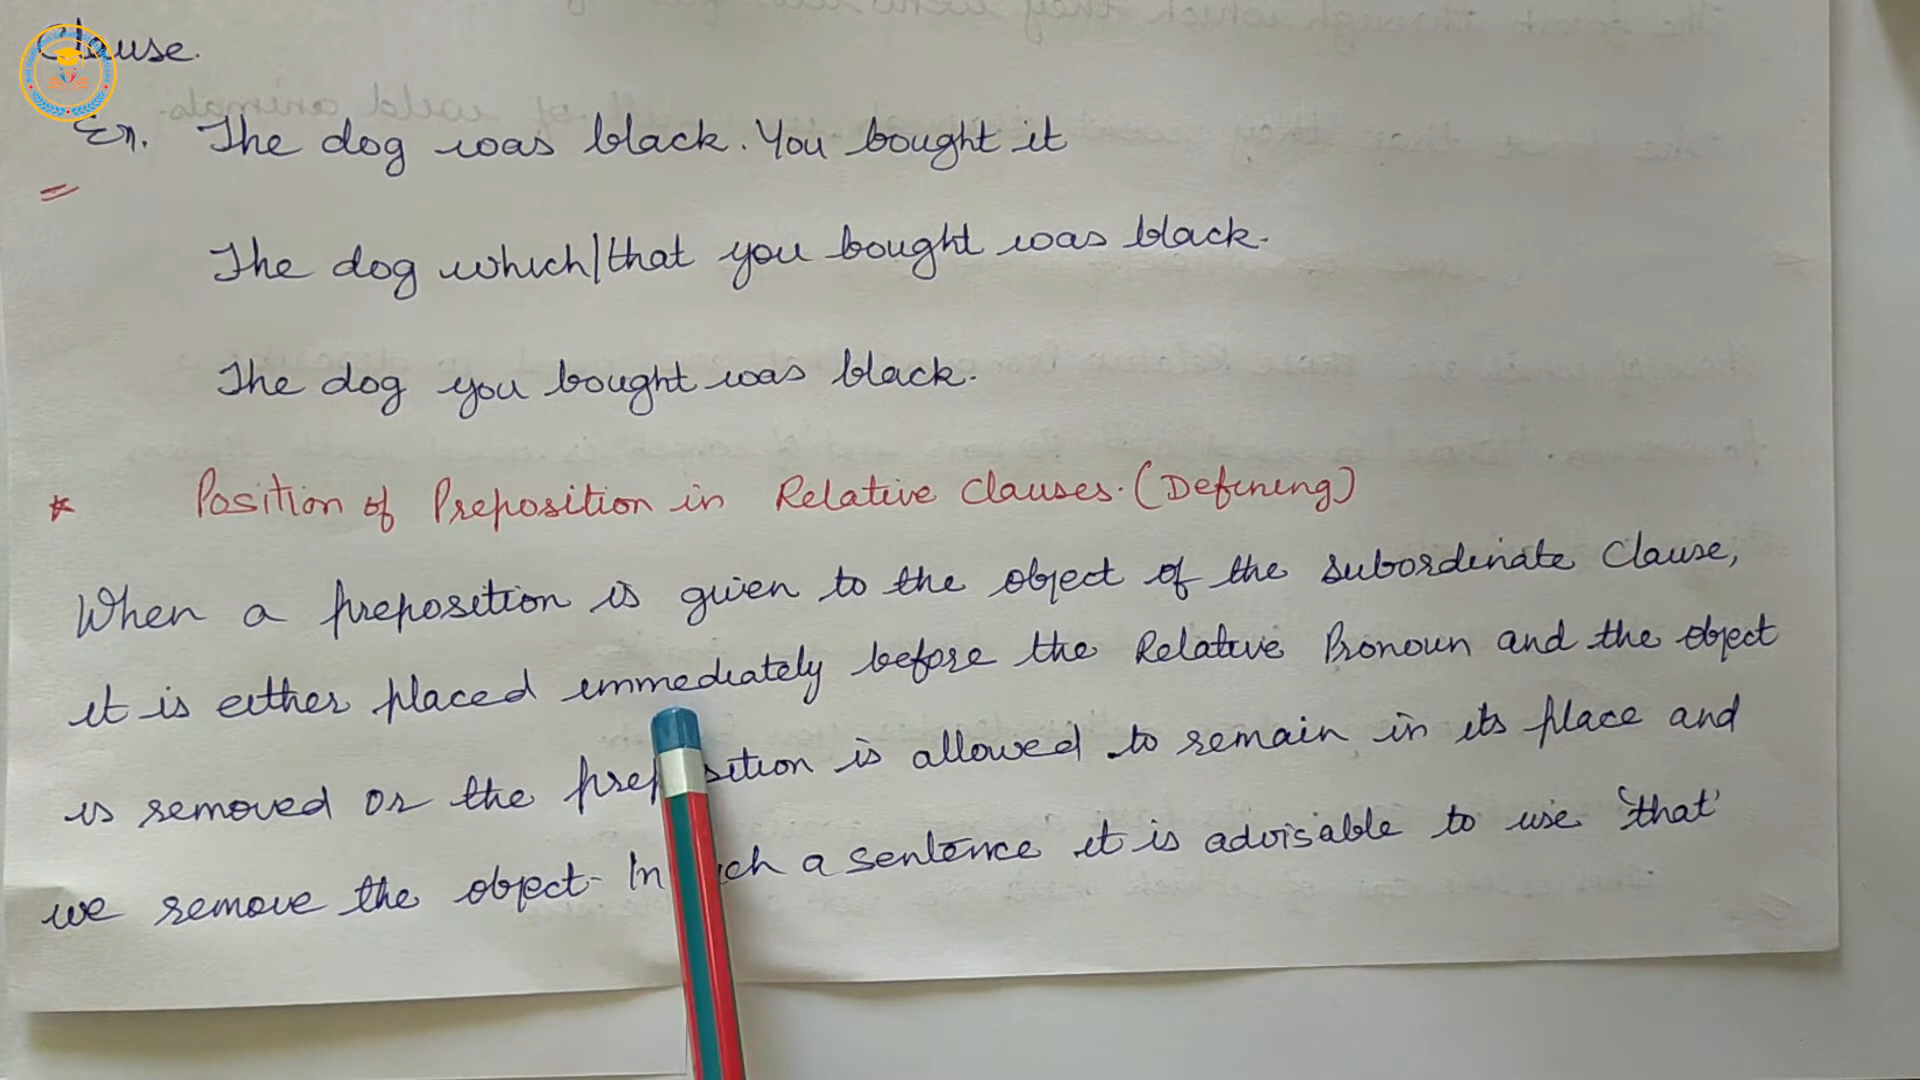 Clause.
Ex. The dog was black. You bought it
The dog which/that you bought was black.
The dog you bought was black.
* Position of Preposition in Relative Clauses. (Defining)
When a preposition is given to the object of the subordinate Clause,
it is either placed immediately before the Relative Pronoun and the object
is removed or the preposition is allowed to remain in its place and
we remove the object. In such a sentence it is advisable to use 'that'